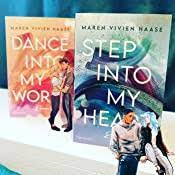 MAREN VIVIEN HAASE
DANCE
INTO
MY
WOR
MAREN VIVIEN HAASE
STEP
INTO
MY
HEA